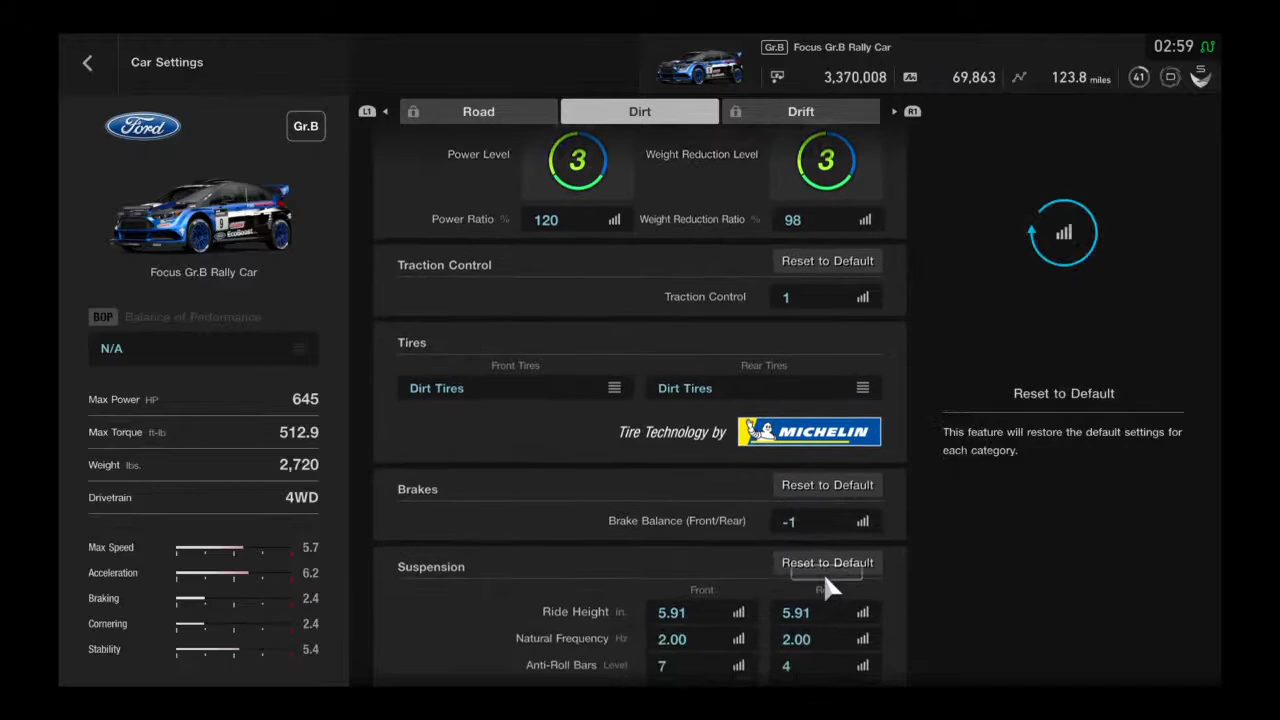 Car Settings
Gr.B Focus Gr.B Rally Car
02:59
3,370,008 69,863 123.8 miles 41 D S
Ford Gr.B
Focus Gr.B Rally Car
BOP Balance of Performance
N/A
Max Power HP 645
Max Torque ft-lb 512.9
Weight lbs. 2,720
Drivetrain 4WD
Max Speed 5.7
Acceleration 6.2
Braking 2.4
Cornering 2.4
Stability 5.4
L1 Road Dirt Drift R1
Power Level 3 Weight Reduction Level 3
Power Ratio % 120 Weight Reduction Ratio % 98
Traction Control Reset to Default
Traction Control 1
Tires
Front Tires Rear Tires
Dirt Tires Dirt Tires
Tire Technology by MICHELIN
Brakes Reset to Default
Brake Balance (Front/Rear) -1
Suspension Reset to Default
Front
Ride Height in. 5.91 5.91
Natural Frequency Hz 2.00 2.00
Anti-Roll Bars Level 7 4
Reset to Default
This feature will restore the default settings for
each category.
9
EcoBoost